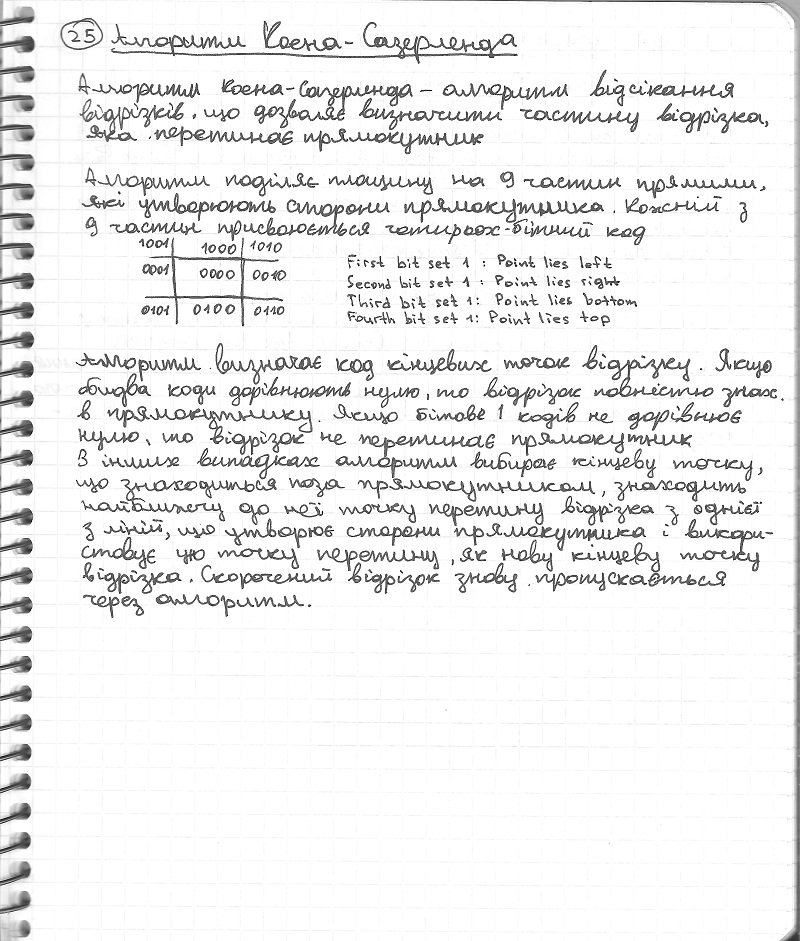 25 Алгоритм Коена-Сазерленда
Алгоритм Коена-Сазерленда – алгоритм відсікання
відрізків, що дозваляє визначити частину відрізка,
яка перетинає прямокутник
Алгоритм поділяє площину на 9 частин прямими,
які утворюють сторони прямокутника. Кожній з
9 частин присвоюється чотирьох-бітний код
1001 1000 1010
0001 0000 0010
0101 0100 0110
First bit set 1 : Point lies left
Second bit set 1 : Point lies right
Third bit set 1: Point lies bottom
Fourth bit set 1: Point lies top
Алгоритм визначає код кінцевих точок відрізку. Якщо
обидва коди дорівнюють нулю, то відрізок повністю знах.
в прямокутнику. Якщо бітове 1 кодів не дорівнює
нулю, то відрізок не перетинає прямокутник
В інших випадках алгоритм вибирає кінцеву точку,
що знаходиться поза прямокутником, знаходить
найближчу до неї точку перетину відрізка з однієї
з ліній, що утворює сторони прямокутника і викори-
стовує цю точку перетину, як нову кінцеву точку
відрізка. Скорочений відрізок знову пропускається
через алгоритм.